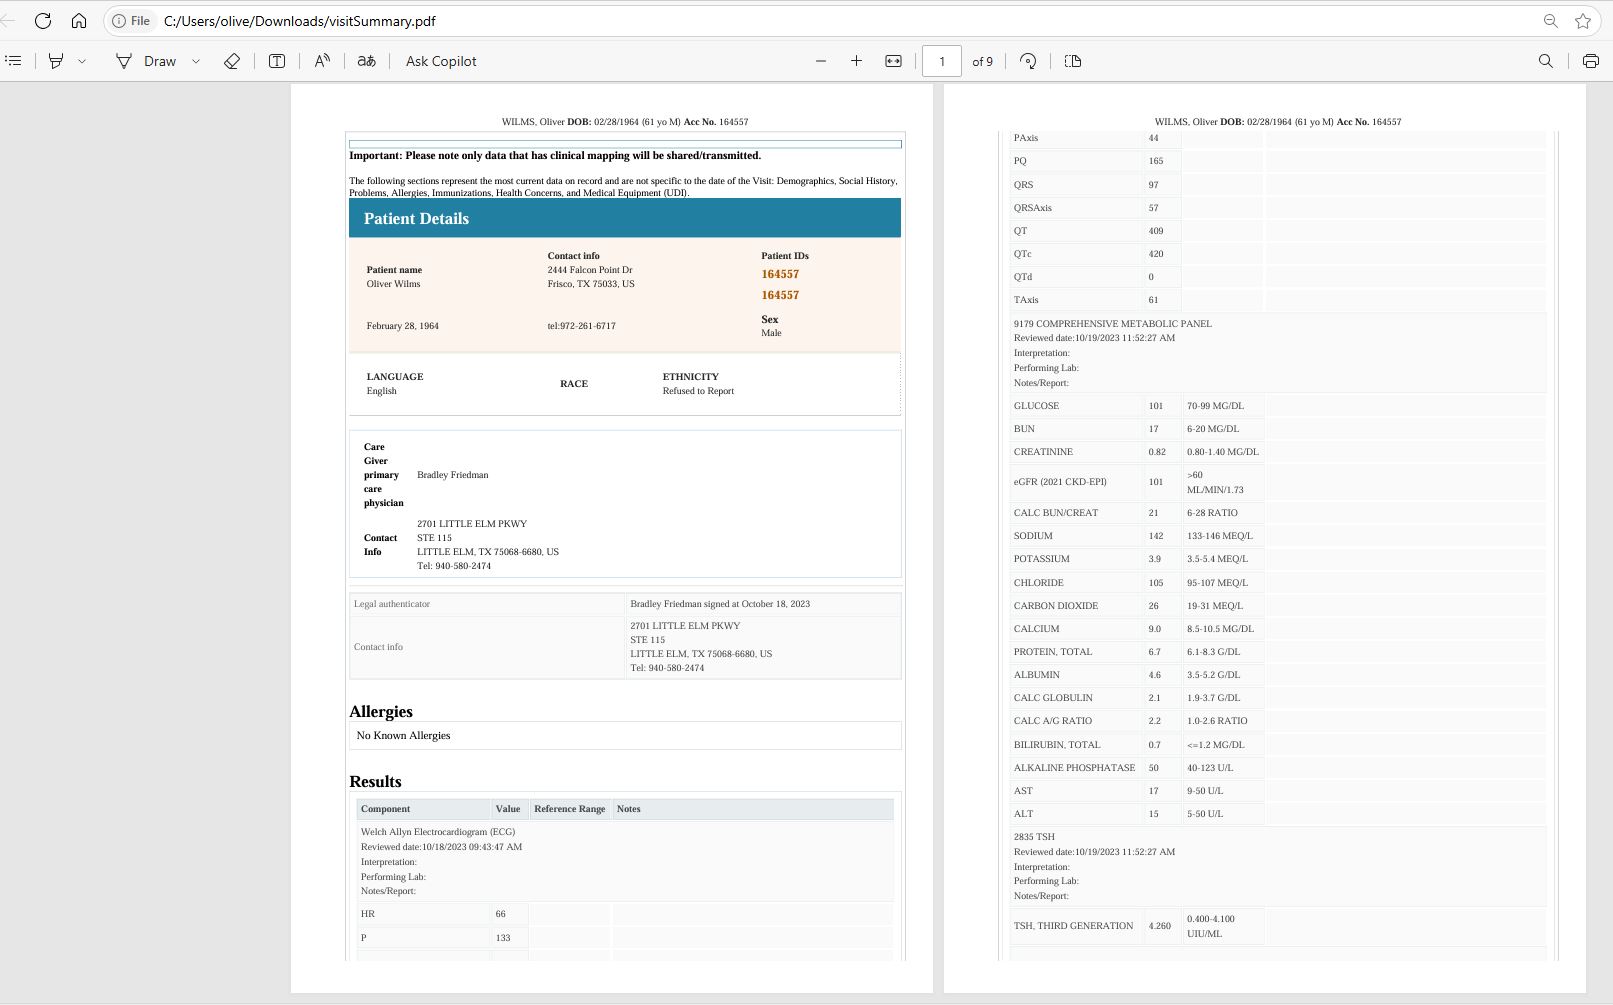 File C:/Users/olive/Downloads/visitSummary.pdf
Draw Ask Copilot 1 of 9
WILMS, Oliver DOB: 02/28/1964 (61 yo M) Acc No. 164557
Important: Please note only data that has clinical mapping will be shared/transmitted.
The following sections represent the most current data on record and are not specific to the date of the Visit: Demographics, Social History,
Problems, Allergies, Immunizations, Health Concerns, and Medical Equipment (UDI).
Patient Details
Patient name
Oliver Wilms
Contact info
2444 Falcon Point Dr
Frisco, TX 75033, US
Patient IDs
164557
164557
February 28, 1964
tel:972-261-6717
Sex
Male
LANGUAGE
English
RACE
ETHNICITY
Refused to Report
Care
Giver
primary
care
physician
Bradley Friedman
Contact
Info
2701 LITTLE ELM PKWY
STE 115
LITTLE ELM, TX 75068-6680, US
Tel: 940-580-2474
Legal authenticator Bradley Friedman signed at October 18, 2023
Contact info
2701 LITTLE ELM PKWY
STE 115
LITTLE ELM, TX 75068-6680, US
Tel: 940-580-2474
Allergies
No Known Allergies
Results
Component Value Reference Range Notes
Welch Allyn Electrocardiogram (ECG)
Reviewed date:10/18/2023 09:43:47 AM
Interpretation:
Performing Lab:
Notes/Report:
HR 66
P 133
WILMS, Oliver DOB: 02/28/1964 (61 yo M) Acc No. 164557
PAxis 44
PQ 165
QRS 97
QRSAxis 57
QT 409
QTc 420
QTd 0
TAxis 61
9179 COMPREHENSIVE METABOLIC PANEL
Reviewed date:10/19/2023 11:52:27 AM
Interpretation:
Performing Lab:
Notes/Report:
GLUCOSE 101 70-99 MG/DL
BUN 17 6-20 MG/DL
CREATININE 0.82 0.80-1.40 MG/DL
eGFR (2021 CKD-EPI) 101 >60
ML/MIN/1.73
CALC BUN/CREAT 21 6-28 RATIO
SODIUM 142 133-146 MEQ/L
POTASSIUM 3.9 3.5-5.4 MEQ/L
CHLORIDE 105 95-107 MEQ/L
CARBON DIOXIDE 26 19-31 MEQ/L
CALCIUM 9.0 8.5-10.5 MG/DL
PROTEIN, TOTAL 6.7 6.1-8.3 G/DL
ALBUMIN 4.6 3.5-5.2 G/DL
CALC GLOBULIN 2.1 1.9-3.7 G/DL
CALC A/G RATIO 2.2 1.0-2.6 RATIO
BILIRUBIN, TOTAL 0.7 <=1.2 MG/DL
ALKALINE PHOSPHATASE 50 40-123 U/L
AST 17 9-50 U/L
ALT 15 5-50 U/L
2835 TSH
Reviewed date:10/19/2023 11:52:27 AM
Interpretation:
Performing Lab:
Notes/Report:
TSH, THIRD GENERATION 4.260 0.400-4.100
UIU/ML